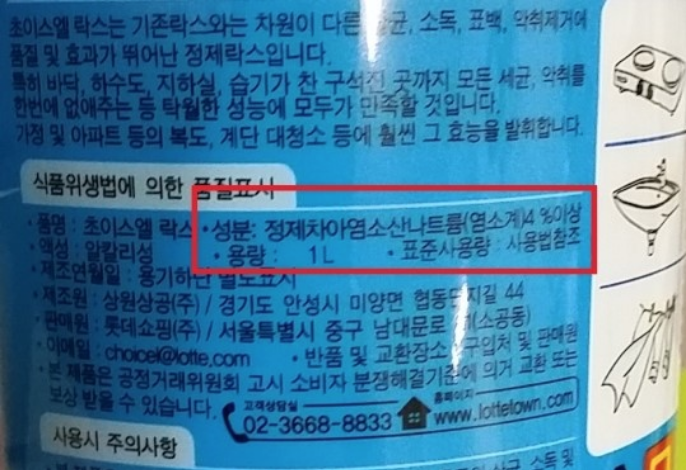 초이스엘 락스는 기존락스와는 차원이 다른 살균, 소독, 표백, 악취제거에
품질 및 효과가 뛰어난 정제락스입니다.
특히 바닥, 하수도, 지하실, 습기가 찬 구석진 곳까지 모든 세균, 악취를
한번에 없애주는 등 탁월한 성능에 모두가 만족할 것입니다.
가정 및 아파트 등의 복도, 계단 대청소 등에 훨씬 그 효능을 발휘합니다.
식품위생법에 의한 품질표시
· 품명 : 초이스엘 락스 · 성분: 정제차아염소산나트륨(염소계)4 %이상
· 액성 : 알칼리성 · 용량 : 1L · 표준사용량 : 사용법참조
· 제조연월일 : 용기하단 별도표시
· 제조원 : 상원상공(주) / 경기도 안성시 미양면 협동단지길 44
· 판매원 : 롯데쇼핑(주) / 서울특별시 중구 남대문로 (소공동)
· 이메일 : choicel@lotte.com · 반품 및 교환장소 : 구입처 및 판매원
· 본 제품은 공정거래위원회 고시 소비자 분쟁해결기준에 의거 교환 또는
보상 받을 수 있습니다.
고객상담실 02-3668-8833 홈페이지 www.lottetown.com
사용시 주의사항